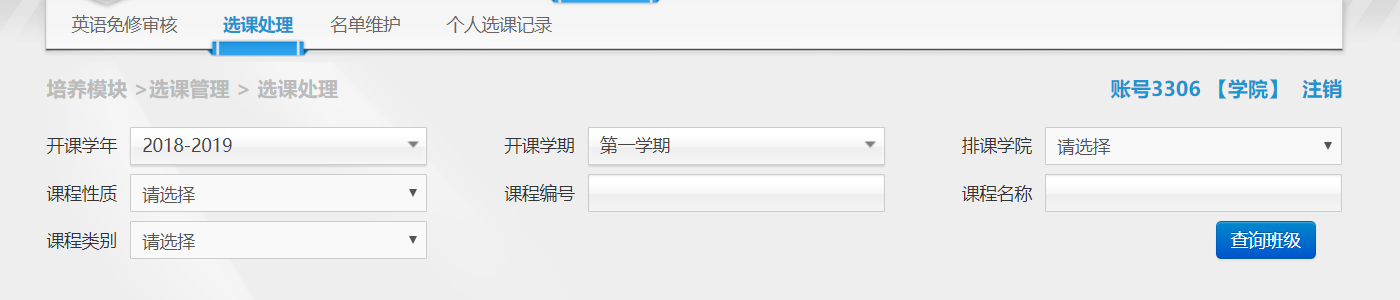 英语免修审核 选课处理 名单维护 个人选课记录
培养模块 >选课管理 > 选课处理 账号3306 【学院】 注销
开课学年 2018-2019 开课学期 第一学期 排课学院 请选择
课程性质 请选择 课程编号 课程名称
课程类别 请选择 查询班级